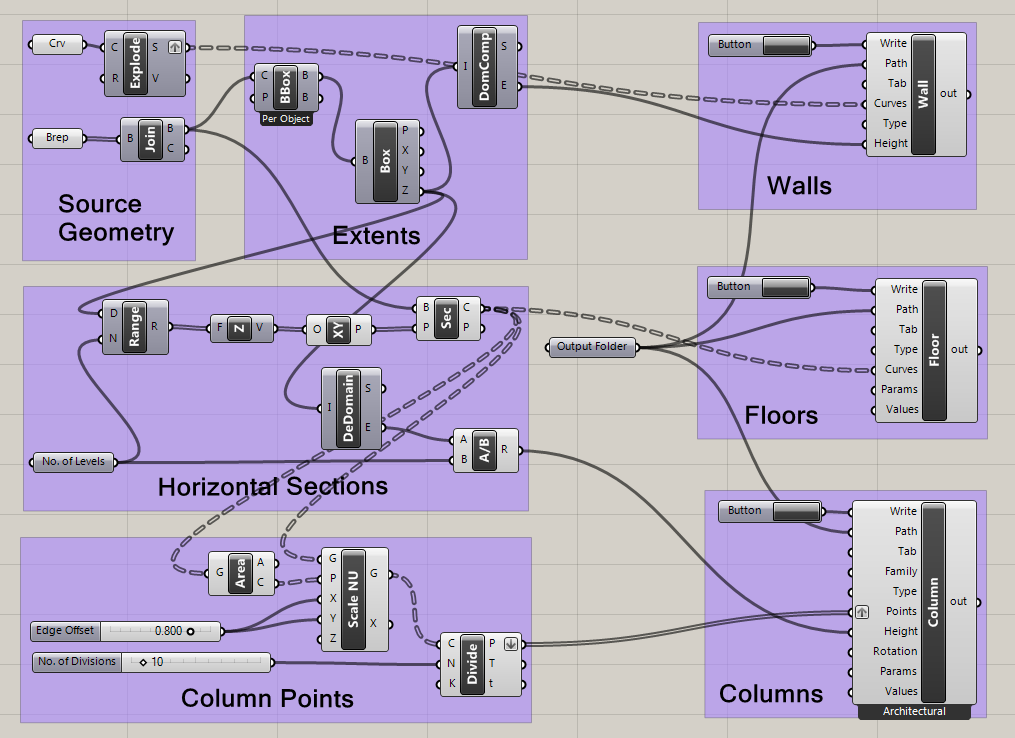 Crv
C
R
Explode
S
V
Brep
B
Join
B
C
Source
Geometry
C
P
BBox
B
B
Per Object
B
Box
P
X
Y
Z
I
DomComp
S
E
Extents
Button
Write
Path
Tab
Curves
Type
Height
Wall
out
Walls
D
N
Range
R
F
Z
V
O
XY
P
B
P
Sec
C
P
I
DeDomain
S
E
A
B
A/B
R
No. of Levels
Horizontal Sections
Output Folder
Button
Write
Path
Tab
Type
Curves
Params
Values
Floor
out
Floors
G
Area
A
C
G
P
X
Y
Z
Scale NU
G
X
Edge Offset 0.800
No. of Divisions 10
C
N
K
Divide
P
T
t
Column Points
Button
Write
Path
Tab
Family
Type
Points
Height
Rotation
Params
Values
Column
out
Architectural
Columns